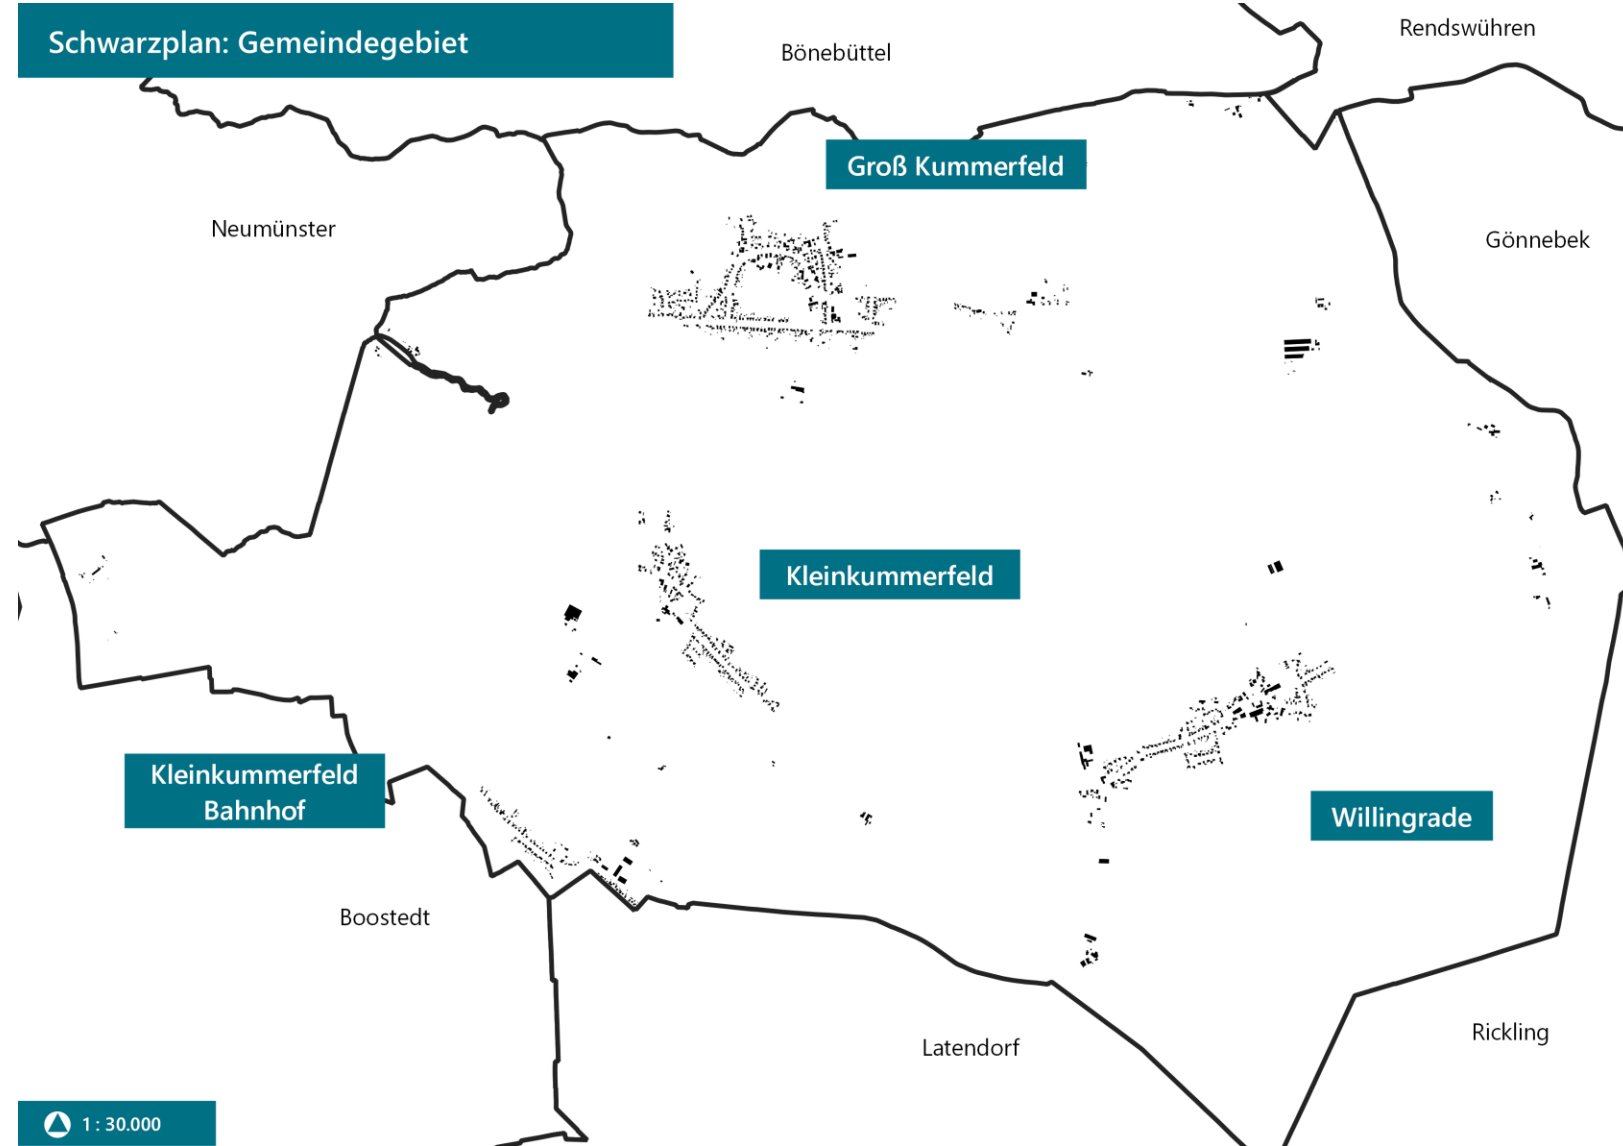 Schwarzplan: Gemeindegebiet
Rendswühren
Bönebüttel
Groß Kummerfeld
Neumünster
Gönnebek
Kleinkummerfeld
Kleinkummerfeld
Bahnhof
Willingrade
Boostedt
Rickling
Latendorf
1 : 30.000